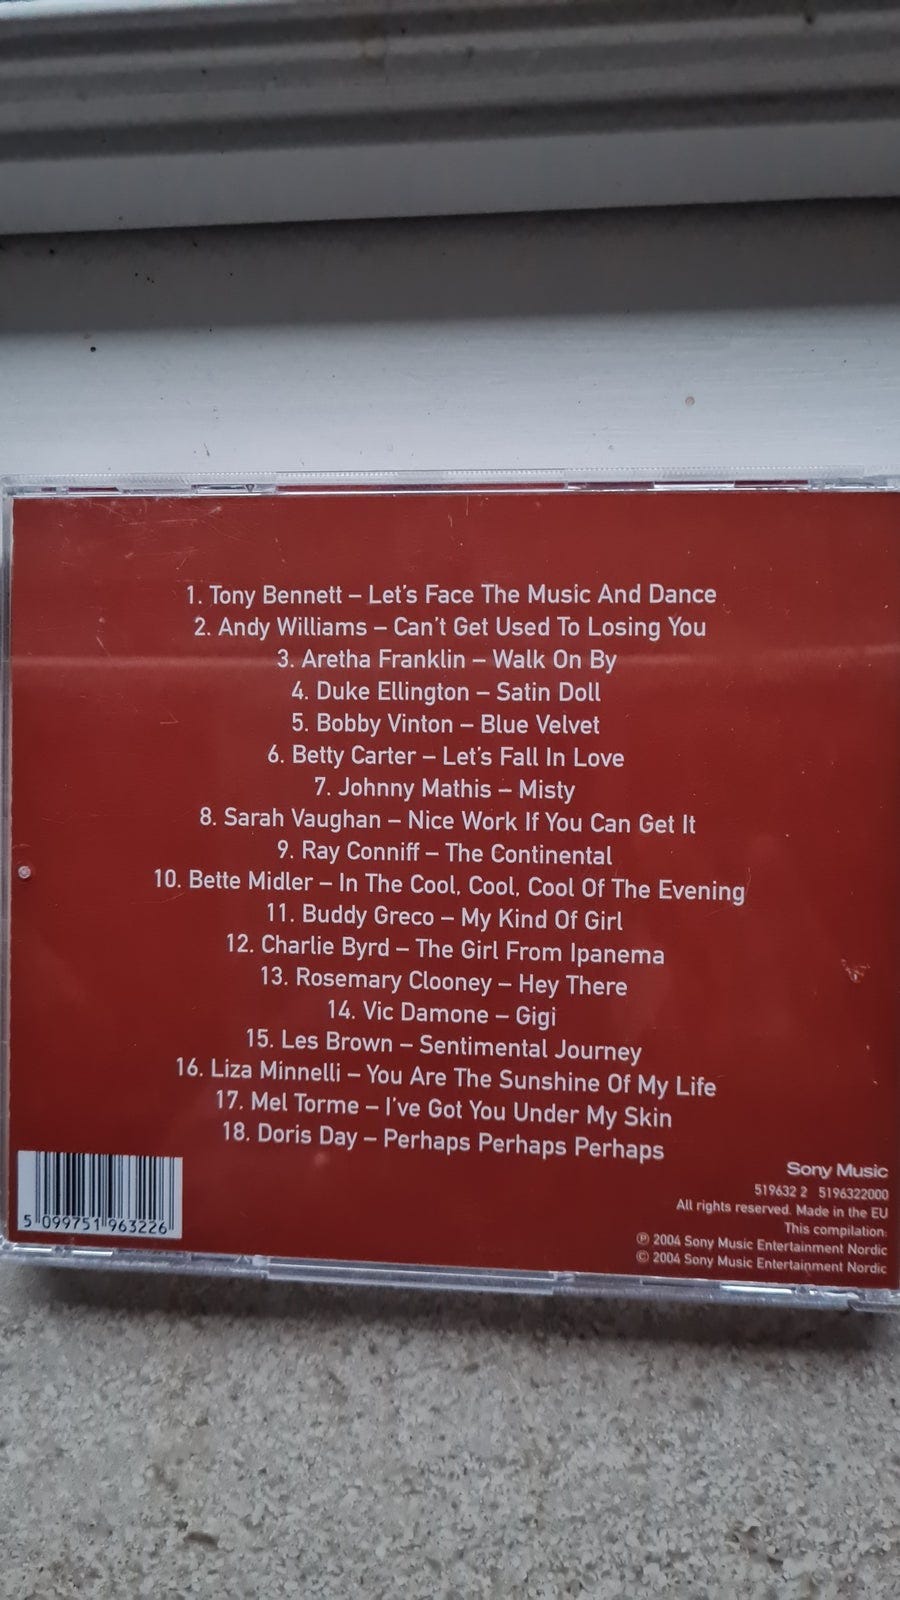 1. Tony Bennett – Let's Face The Music And Dance
2. Andy Williams – Can't Get Used To Losing You
3. Aretha Franklin – Walk On By
4. Duke Ellington – Satin Doll
5. Bobby Vinton – Blue Velvet
6. Betty Carter – Let's Fall In Love
7. Johnny Mathis – Misty
8. Sarah Vaughan – Nice Work If You Can Get It
9. Ray Conniff – The Continental
10. Bette Midler – In The Cool, Cool, Cool Of The Evening
11. Buddy Greco – My Kind Of Girl
12. Charlie Byrd – The Girl From Ipanema
13. Rosemary Clooney – Hey There
14. Vic Damone – Gigi
15. Les Brown – Sentimental Journey
16. Liza Minnelli – You Are The Sunshine Of My Life
17. Mel Torme – I've Got You Under My Skin
18. Doris Day – Perhaps Perhaps Perhaps
Sony Music
519632 2 5196322000
All rights reserved. Made in the EU
This compilation:
℗ 2004 Sony Music Entertainment Nordic
© 2004 Sony Music Entertainment Nordic
5 099751 963226